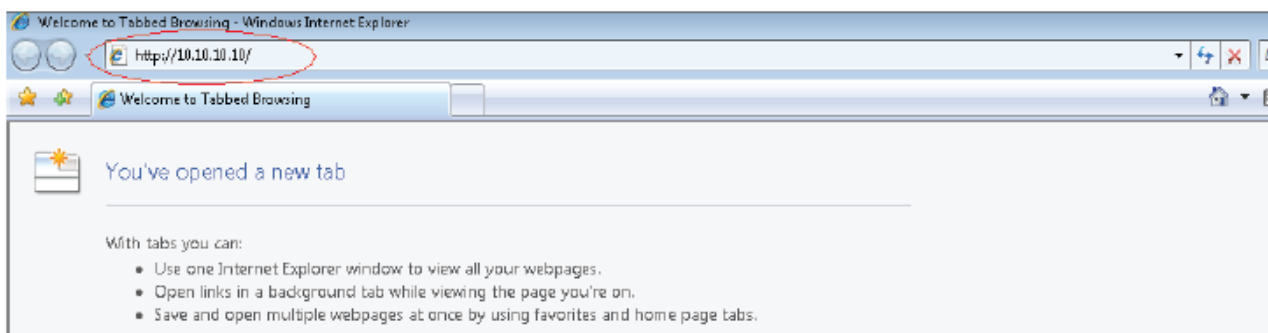 Welcome to Tabbed Browsing - Windows Internet Explorer
http://10.10.10.10/
Welcome to Tabbed Browsing
You've opened a new tab
With tabs you can:
Use one Internet Explorer window to view all your webpages.
Open links in a background tab while viewing the page you're on.
Save and open multiple webpages at once by using favorites and home page tabs.